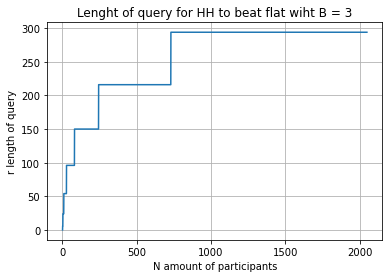 Lenght of query for HH to beat flat wiht B = 3
300
250
200
150
100
50
0
r length of query
0 500 1000 1500 2000
N amount of participants